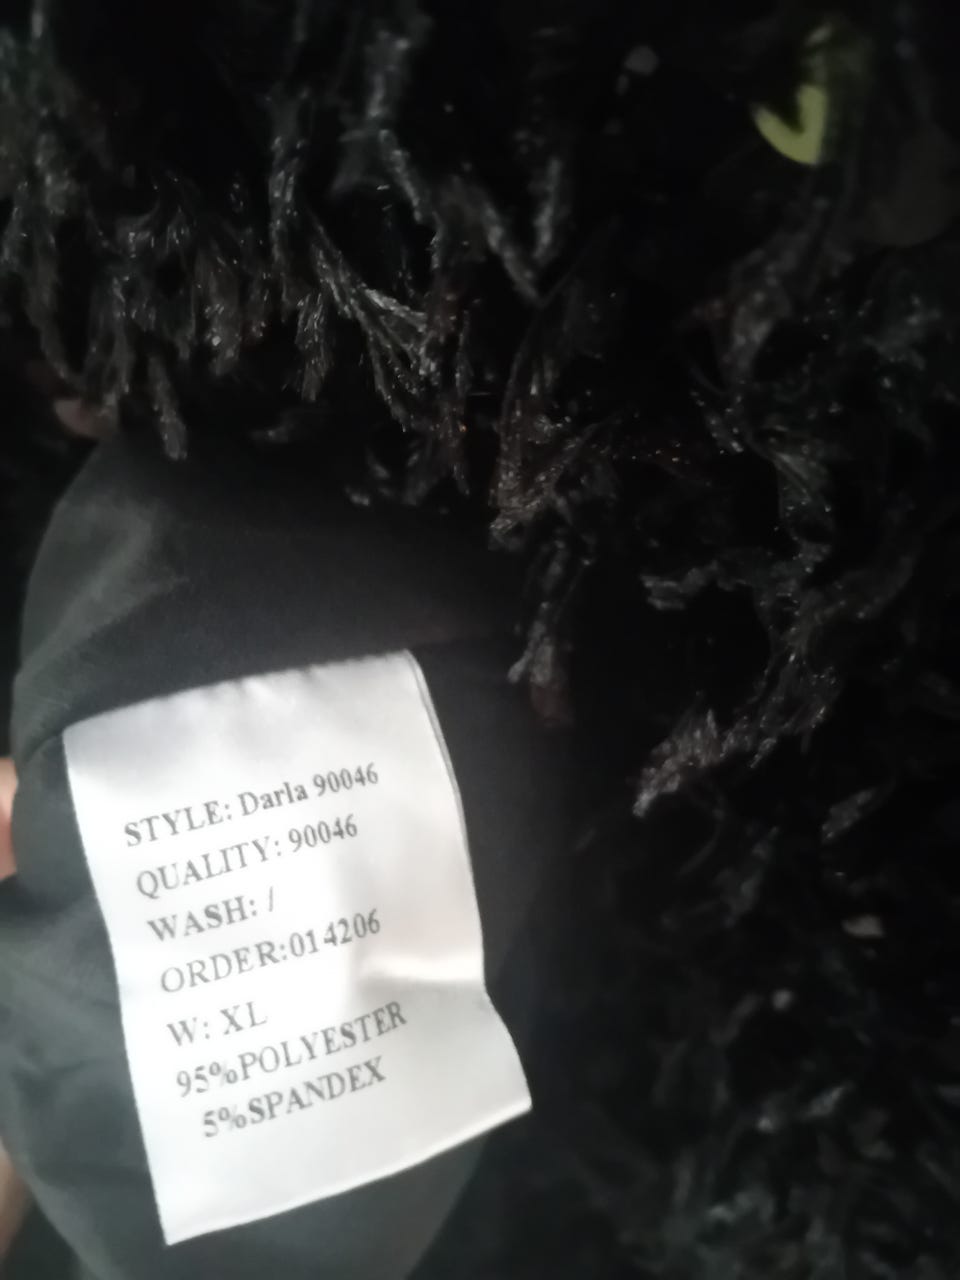 STYLE: Darla 90046
QUALITY: 90046
WASH: /
ORDER:014206
W: XL
95%POLYESTER
5%SPANDEX